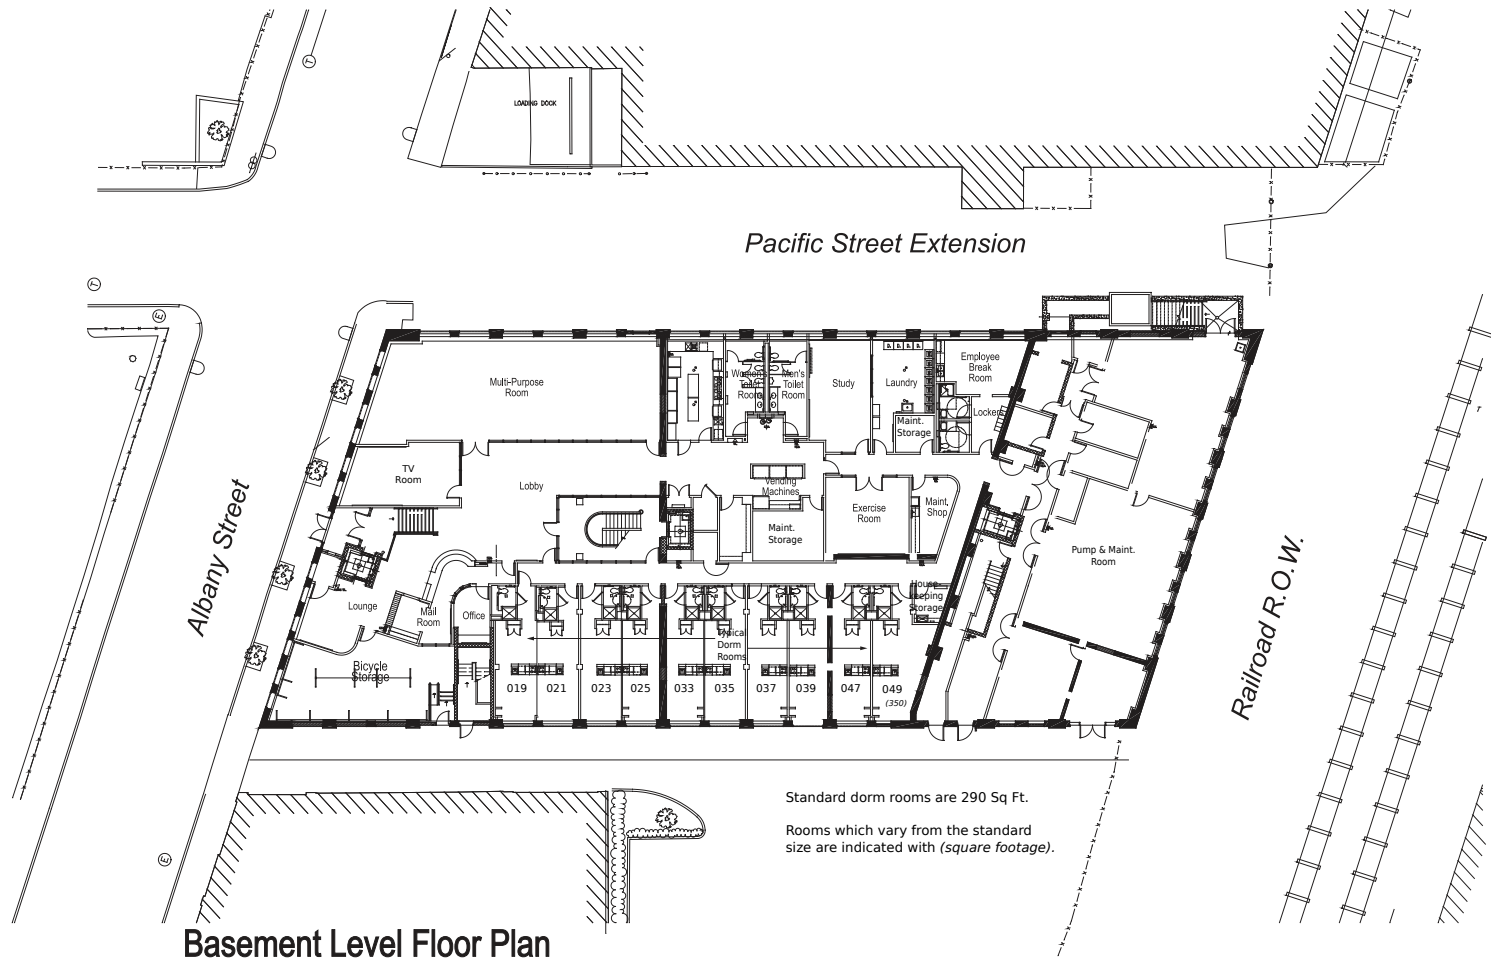 T
LOADING DOCK
Pacific Street Extension
T
E
Multi-Purpose
Room
Women's
Toilet
Room
Men's
Toilet
Room
Study
Laundry
Employee
Break
Room
Lockers
Maint.
Storage
TV
Room
Lobby
Vending
Machines
Maint.
Storage
Exercise
Room
Maint.
Shop
Pump & Maint.
Room
Albany Street
Railroad R.O.W.
Lounge
Mail
Room
Office
House-
keeping
Storage
Typical
Dorm
Rooms
Bicycle
Storage
019 021 023 025 033 035 037 039 047 049
(350)
Standard dorm rooms are 290 Sq Ft.
Rooms which vary from the standard
size are indicated with (square footage).
E
Basement Level Floor Plan